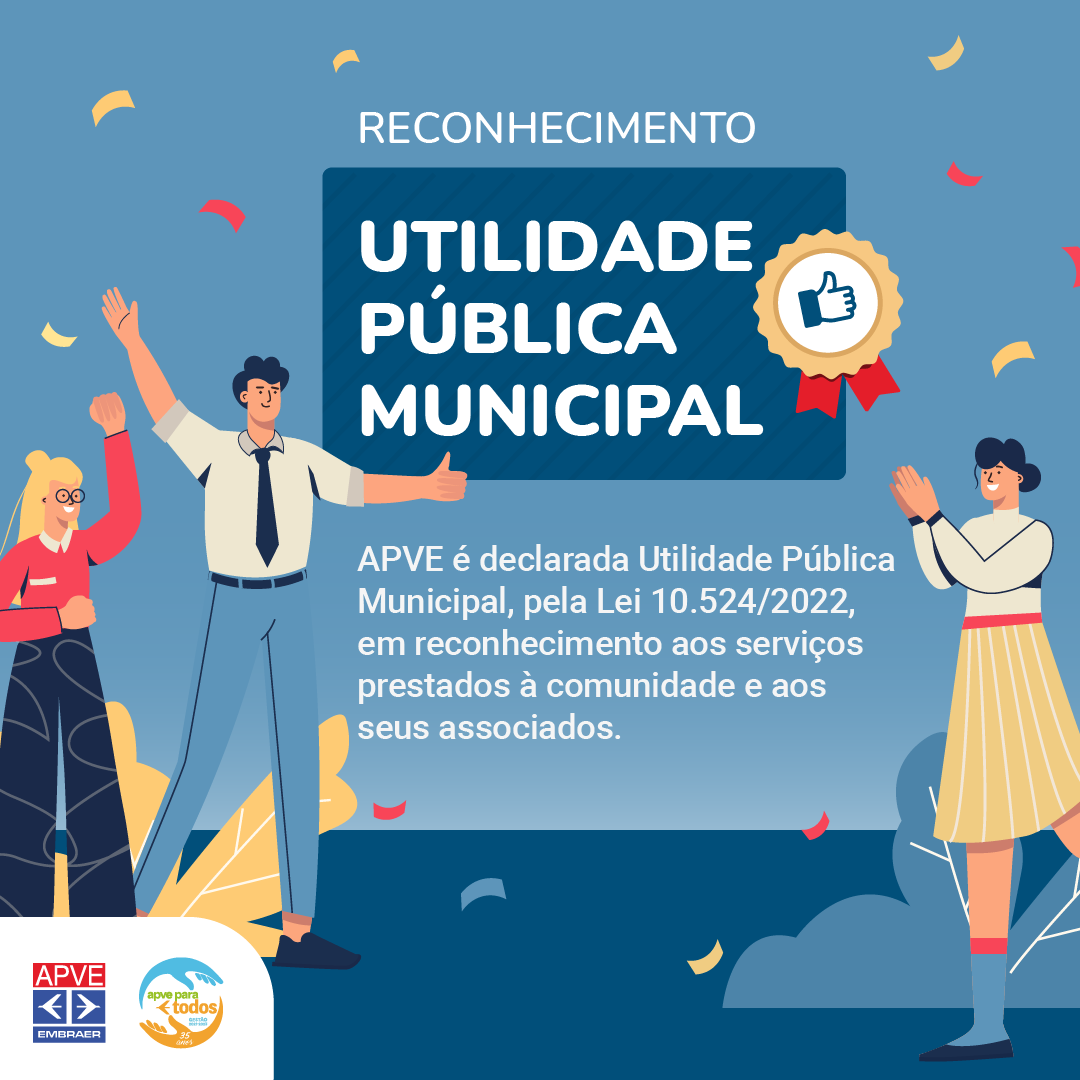 RECONHECIMENTO
UTILIDADE
PÚBLICA
MUNICIPAL
APVE é declarada Utilidade Pública
Municipal, pela Lei 10.524/2022,
em reconhecimento aos serviços
prestados à comunidade e aos
seus associados.
APVE
EMBRAER
apve para
todos
GESTÃO
35
anos